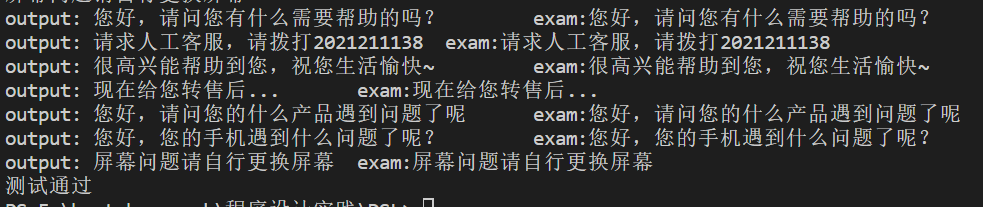 output: 您好，请问您有什么需要帮助的吗？ exam:您好，请问您有什么需要帮助的吗？
output: 请求人工客服，请拨打2021211138 exam:请求人工客服，请拨打2021211138
output: 很高兴能帮助到您，祝您生活愉快~ exam:很高兴能帮助到您，祝您生活愉快~
output: 现在给您转售后... exam:现在给您转售后...
output: 您好，请问您的什么产品遇到问题了呢 exam:您好，请问您的什么产品遇到问题了呢
output: 您好，您的手机遇到什么问题了呢？ exam:您好，您的手机遇到什么问题了呢？
output: 屏幕问题请自行更换屏幕 exam:屏幕问题请自行更换屏幕
测试通过